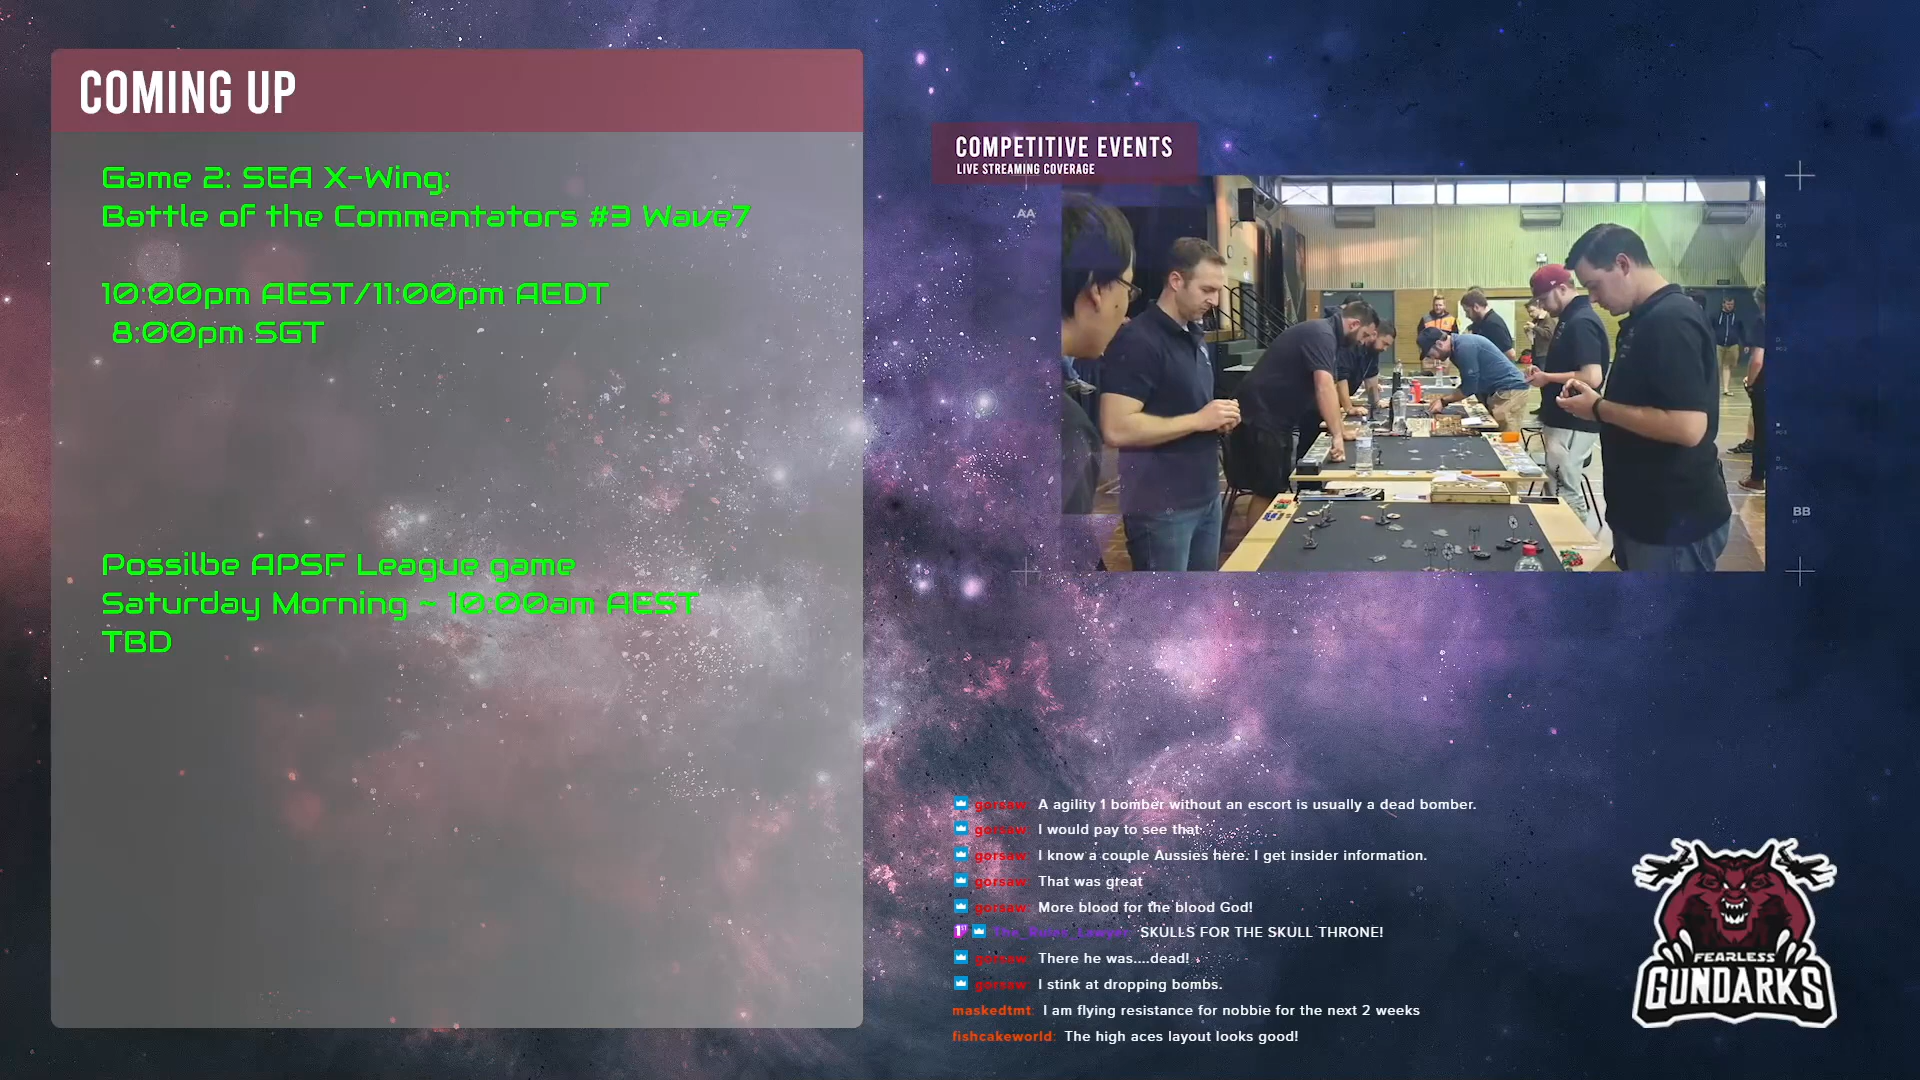 COMING UP
Game 2: SEA X-Wing:
Battle of the Commentators #3 Wave7
10:00pm AEST/11:00pm AEDT
8:00pm SGT
Possilbe APSF League game
Saturday Morning ~ 10:00am AEST
TBD
COMPETITIVE EVENTS
LIVE STREAMING COVERAGE
AA
BB
gorsaw: A agility 1 bomber without an escort is usually a dead bomber.
gorsaw: I would pay to see that
gorsaw: I know a couple Aussies here. I get insider information.
gorsaw: That was great
gorsaw: More blood for the blood God!
The_Rules_Lawyer: SKULLS FOR THE SKULL THRONE!
gorsaw: There he was....dead!
gorsaw: I stink at dropping bombs.
maskedtmt: I am flying resistance for nobbie for the next 2 weeks
fishcakeworld: The high aces layout looks good!
FEARLESS
GUNDARKS